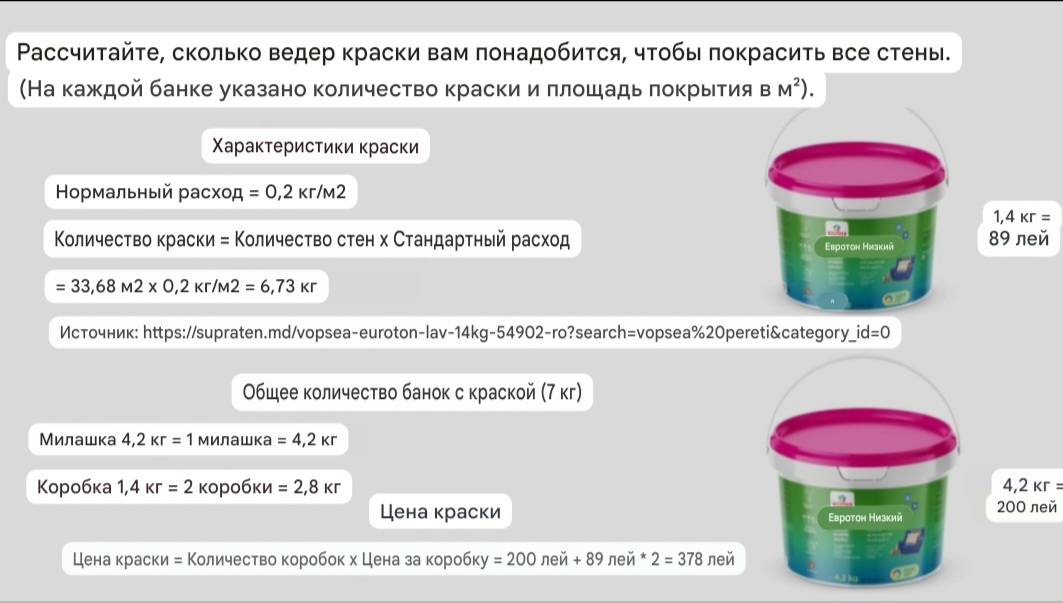 Рассчитайте, сколько ведер краски вам понадобится, чтобы покрасить все стены.
(На каждой банке указано количество краски и площадь покрытия в м²).
Характеристики краски
Нормальный расход = 0,2 кг/м2
Количество краски = Количество стен x Стандартный расход
= 33,68 м2 x 0,2 кг/м2 = 6,73 кг
Евротон Низкий
1,4 кг =
89 лей
Источник: https://supraten.md/vopsea-euroton-lav-14kg-54902-ro?search=vopsea%20pereti&category_id=0
Общее количество банок с краской (7 кг)
Милашка 4,2 кг = 1 милашка = 4,2 кг
Коробка 1,4 кг = 2 коробки = 2,8 кг
Цена краски
Цена краски = Количество коробок x Цена за коробку = 200 лей + 89 лей * 2 = 378 лей
Евротон Низкий
4,2 kg
4,2 кг =
200 лей